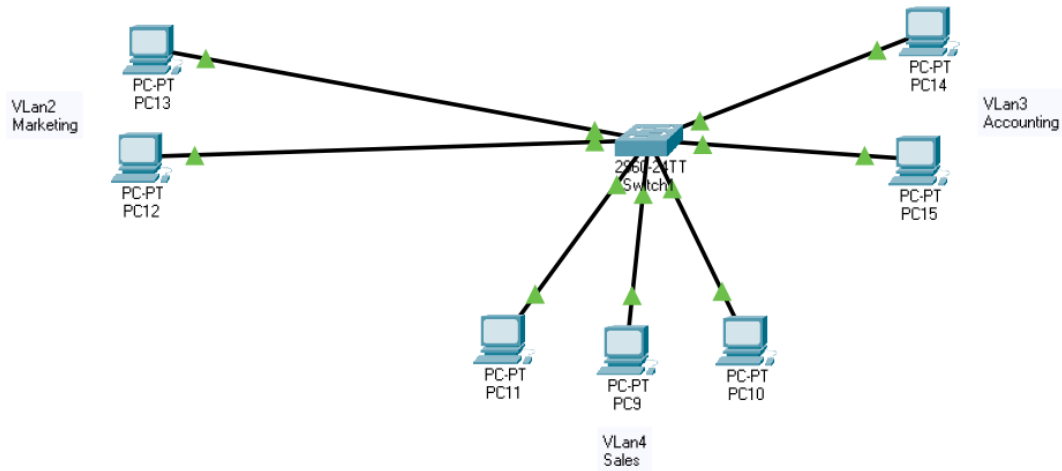 PC-PT
PC13
VLan2
Marketing
PC-PT
PC12
PC-PT
PC14
VLan3
Accounting
PC-PT
PC15
2960-24TT
Switch1
PC-PT
PC11
PC-PT
PC9
PC-PT
PC10
VLan4
Sales